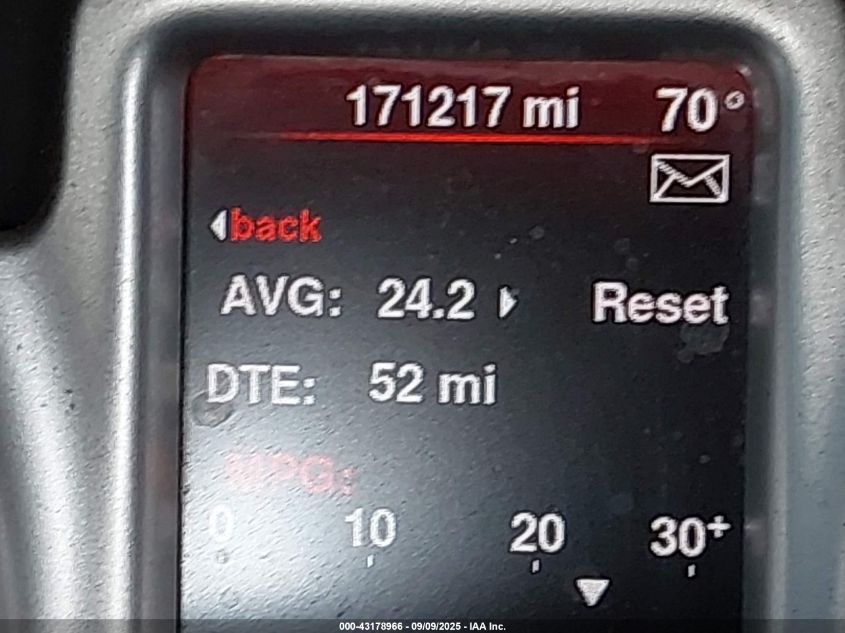 171217 mi 70°
back
AVG: 24.2 Reset
DTE: 52 mi
MPG:
0 10 20 30+
000-43178966 - 09/09/2025 - IAA Inc.